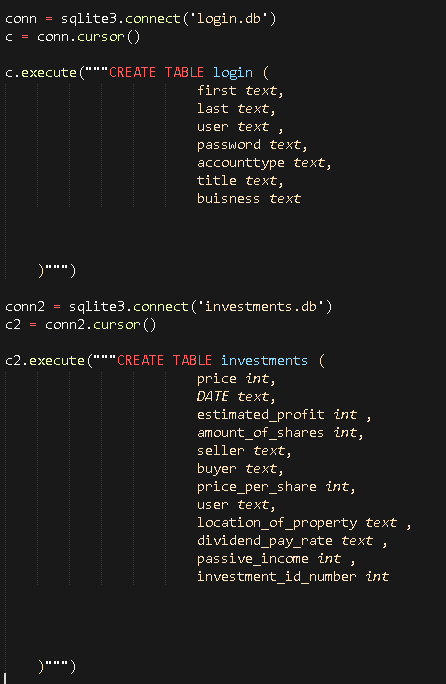 conn = sqlite3.connect('login.db')
c = conn.cursor()
c.execute("""CREATE TABLE login (
first text,
last text,
user text ,
password text,
accounttype text,
title text,
buisness text
)""")
conn2 = sqlite3.connect('investments.db')
c2 = conn2.cursor()
c2.execute("""CREATE TABLE investments (
price int,
DATE text,
estimated_profit int ,
amount_of_shares int,
seller text,
buyer text,
price_per_share int,
user text,
location_of_property text ,
dividend_pay_rate text ,
passive_income int ,
investment_id_number int
)""")